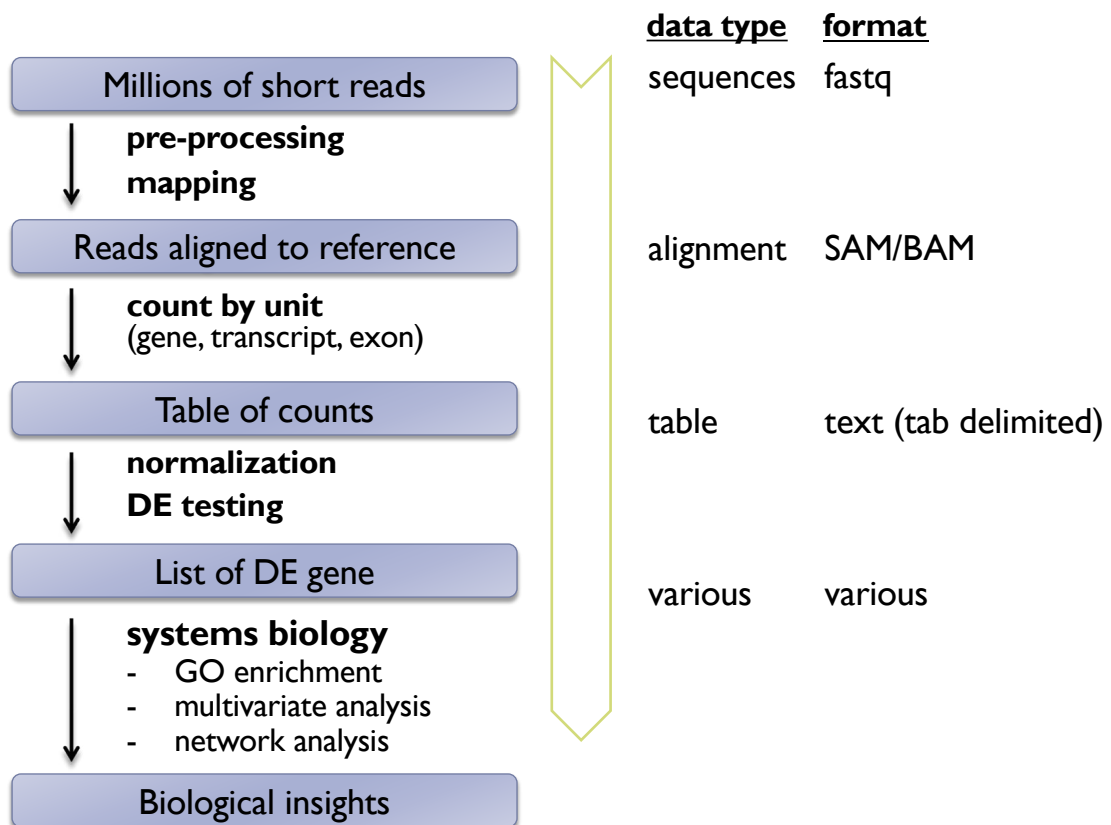 data type format
Millions of short reads
sequences fastq
pre-processing
mapping
Reads aligned to reference
alignment SAM/BAM
count by unit
(gene, transcript, exon)
Table of counts
table text (tab delimited)
normalization
DE testing
List of DE gene
various various
systems biology
- GO enrichment
- multivariate analysis
- network analysis
Biological insights